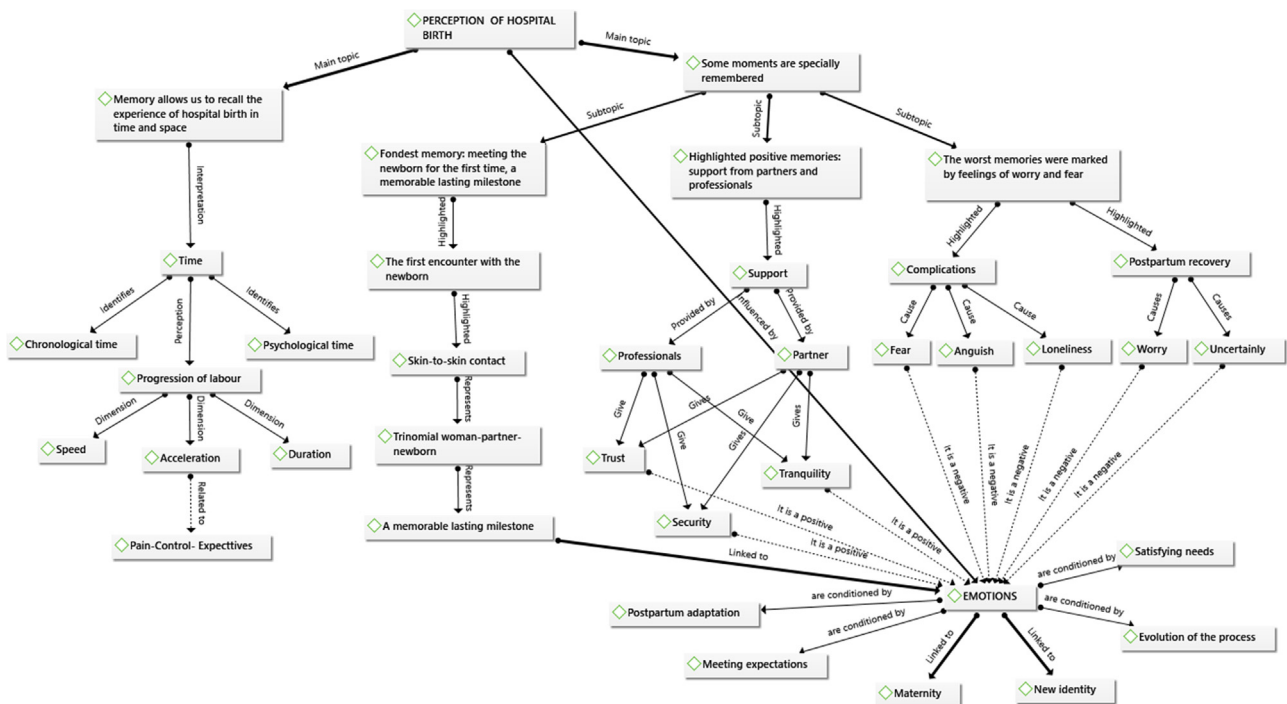 PERCEPTION OF HOSPITAL
BIRTH
Main topic
Main topic
Some moments are specially
remembered
Memory allows us to recall the
experience of hospital birth in
time and space
Subtopic
Subtopic
Subtopic
Fondest memory: meeting the
newborn for the first time, a
memorable lasting milestone
Highlighted positive memories:
support from partners and
professionals
The worst memories were marked
by feelings of worry and fear
Interpretation
Highlighted
Highlighted
Highlighted
Highlighted
Time
The first encounter with the
newborn
Support
Complications
Postpartum recovery
Identifies
Perception
Identifies
Highlighted
Provided by
Influenced by
Provided by
Cause
Cause
Cause
Causes
Causes
Chronological time
Psychological time
Skin-to-skin contact
Professionals
Partner
Fear
Anguish
Loneliness
Worry
Uncertainly
Progression of labour
Represents
Dimension
Dimension
Dimension
Give
Gives
Give
Give
Gives
Gives
Speed
Acceleration
Duration
Trinomial woman-partner-
newborn
Trust
Tranquility
It is a negative
It is a negative
It is a negative
It is a negative
It is a negative
Related to
Represents
Pain-Control- Expecttives
A memorable lasting milestone
Security
It is a positive
It is a positive
It is a positive
Linked to
EMOTIONS
are conditioned by
Satisfying needs
are conditioned by
Postpartum adaptation
are conditioned by
Evolution of the process
are conditioned by
Meeting expectations
Linked to
Linked to
Maternity
New identity